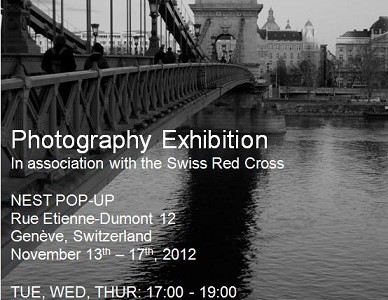 Photography Exhibition
In association with the Swiss Red Cross
NEST POP-UP
Rue Etienne-Dumont 12
Genève, Switzerland
November 13th – 17th, 2012
TUE, WED, THUR: 17:00 - 19:00